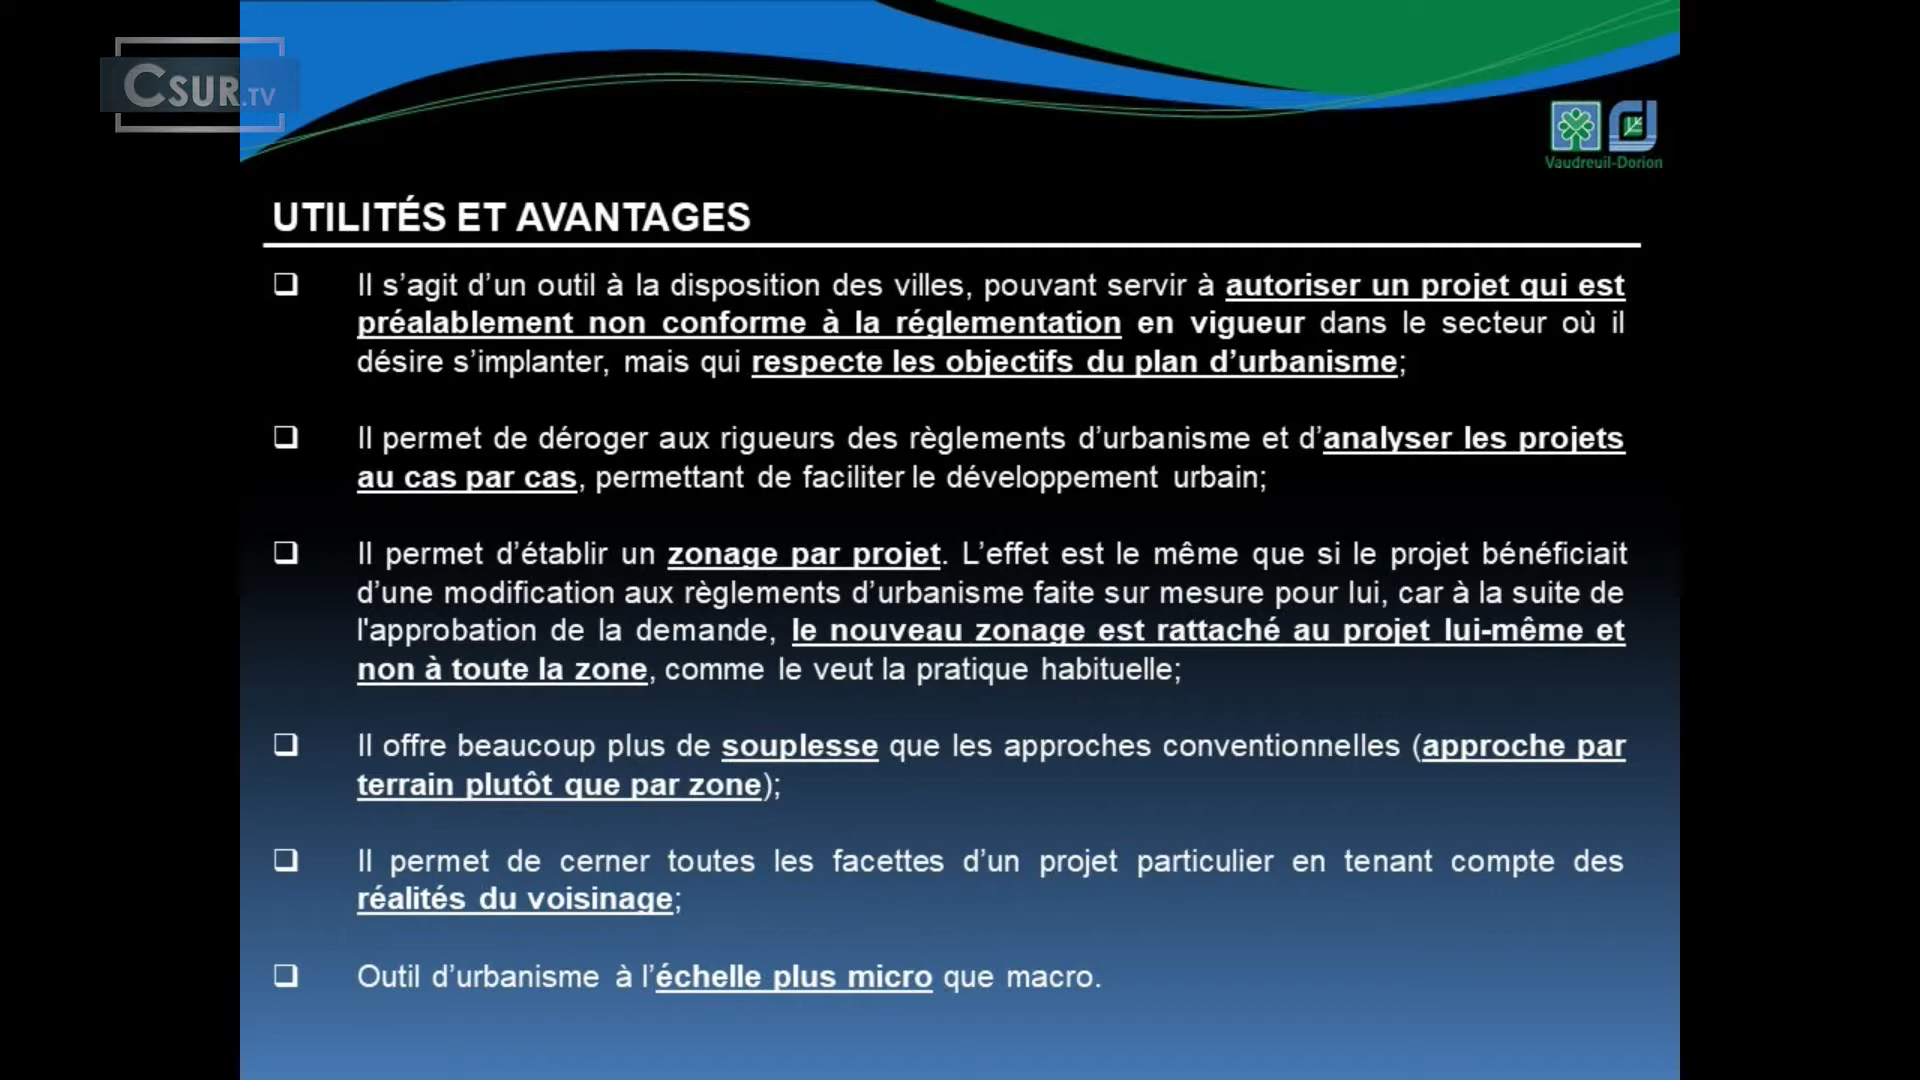 CSUR.TV
Vaudreuil-Dorion
UTILITÉS ET AVANTAGES
Il s’agit d’un outil à la disposition des villes, pouvant servir à autoriser un projet qui est
préalablement non conforme à la réglementation en vigueur dans le secteur où il
désire s’implanter, mais qui respecte les objectifs du plan d’urbanisme;
Il permet de déroger aux rigueurs des règlements d’urbanisme et d’analyser les projets
au cas par cas, permettant de faciliter le développement urbain;
Il permet d’établir un zonage par projet. L’effet est le même que si le projet bénéficiait
d’une modification aux règlements d’urbanisme faite sur mesure pour lui, car à la suite de
l'approbation de la demande, le nouveau zonage est rattaché au projet lui-même et
non à toute la zone, comme le veut la pratique habituelle;
Il offre beaucoup plus de souplesse que les approches conventionnelles (approche par
terrain plutôt que par zone);
Il permet de cerner toutes les facettes d’un projet particulier en tenant compte des
réalités du voisinage;
Outil d’urbanisme à l’échelle plus micro que macro.